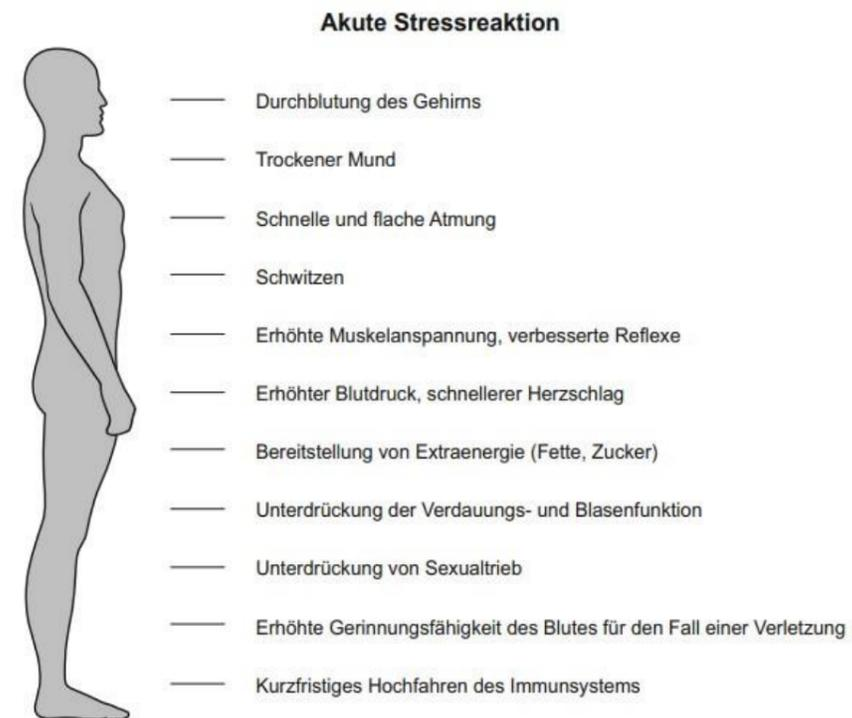 Akute Stressreaktion
Durchblutung des Gehirns
Trockener Mund
Schnelle und flache Atmung
Schwitzen
Erhöhte Muskelanspannung, verbesserte Reflexe
Erhöhter Blutdruck, schnellerer Herzschlag
Bereitstellung von Extraenergie (Fette, Zucker)
Unterdrückung der Verdauungs- und Blasenfunktion
Unterdrückung von Sexualtrieb
Erhöhte Gerinnungsfähigkeit des Blutes für den Fall einer Verletzung
Kurzfristiges Hochfahren des Immunsystems